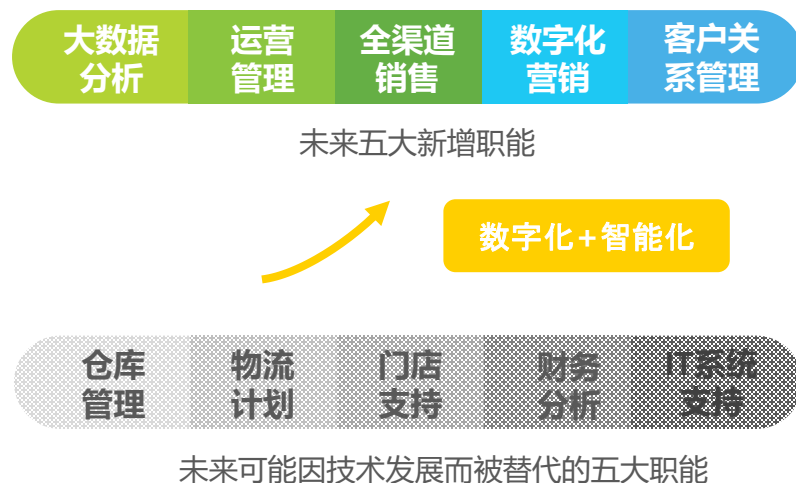 大数据 运营 全渠道 数字化 客户关
分析 管理 销售 营销 系管理
未来五大新增职能
数字化+智能化
仓库 物流 门店 财务 IT系统
管理 计划 支持 分析 支持
未来可能因技术发展而被替代的五大职能